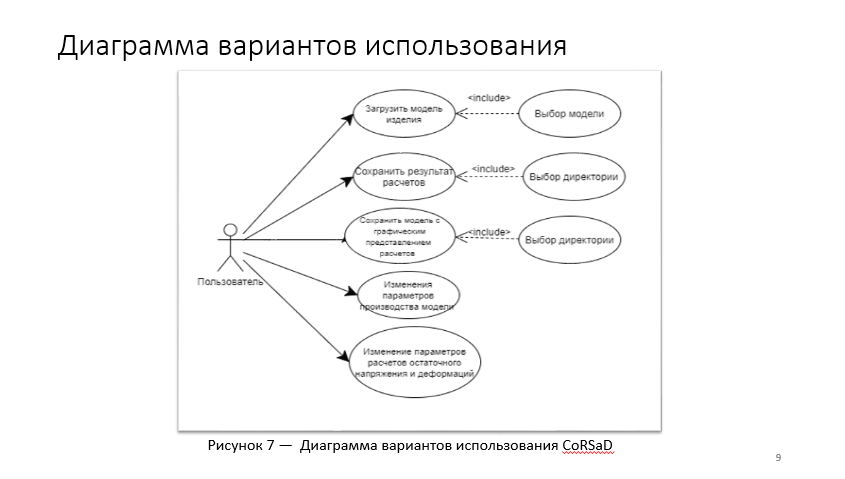 Диаграмма вариантов использования
Загрузить модель
изделия
<include>
Выбор модели
Сохранить результат
расчетов
<include>
Выбор директории
Сохранить модель с
графическим
представлением
расчетов
<include>
Выбор директории
Пользователь
Изменения
параметров
производства модели
Изменение параметров
расчетов остаточного
напряжения и деформаций
Рисунок 7 — Диаграмма вариантов использования CoRSaD
9